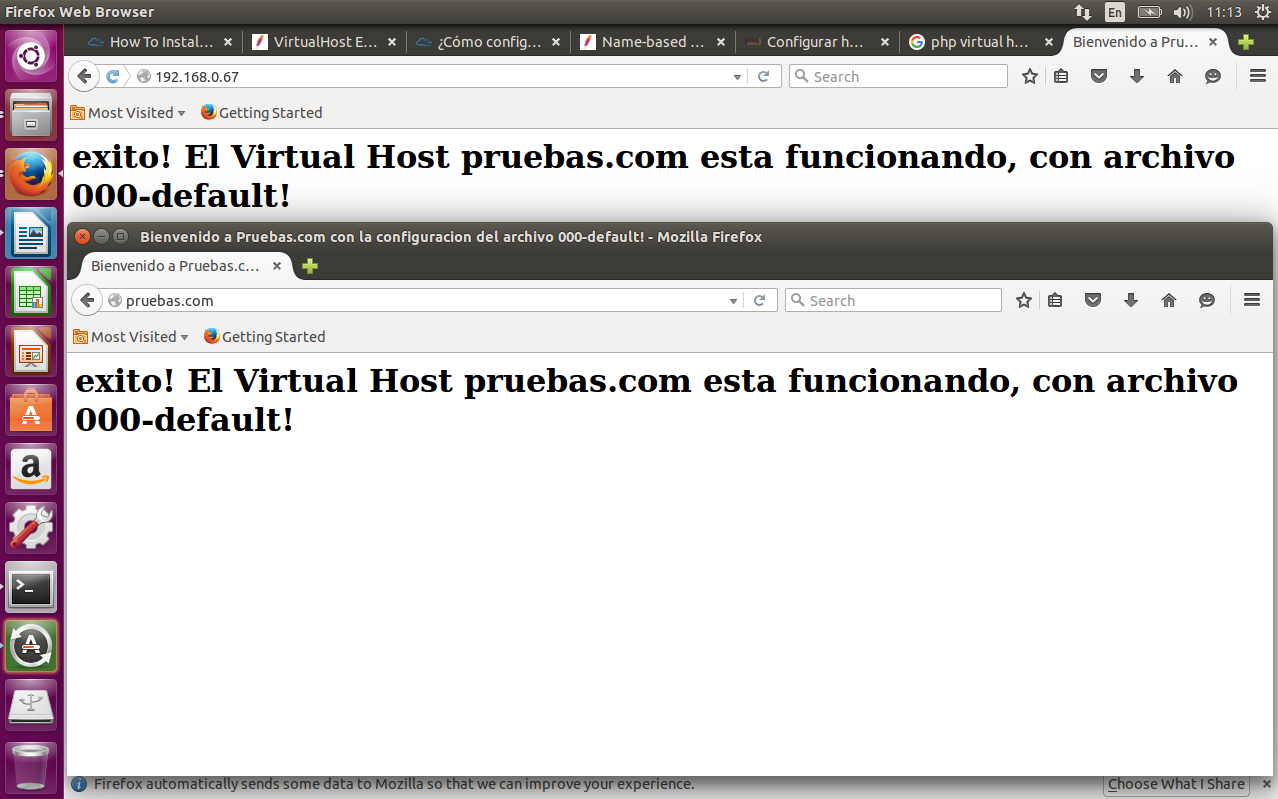 Firefox Web Browser
En
11:13
How To Instal…
VirtualHost E…
¿Cómo config…
Name-based …
Configurar h…
php virtual h…
Bienvenido a Pru…
192.168.0.67
Search
Most Visited
Getting Started
exito! El Virtual Host pruebas.com esta funcionando, con archivo
000-default!
Bienvenido a Pruebas.com con la configuracion del archivo 000-default! - Mozilla Firefox
Bienvenido a Pruebas.c…
pruebas.com
Search
Most Visited
Getting Started
exito! El Virtual Host pruebas.com esta funcionando, con archivo
000-default!
Firefox automatically sends some data to Mozilla so that we can improve your experience.
Choose What I Share